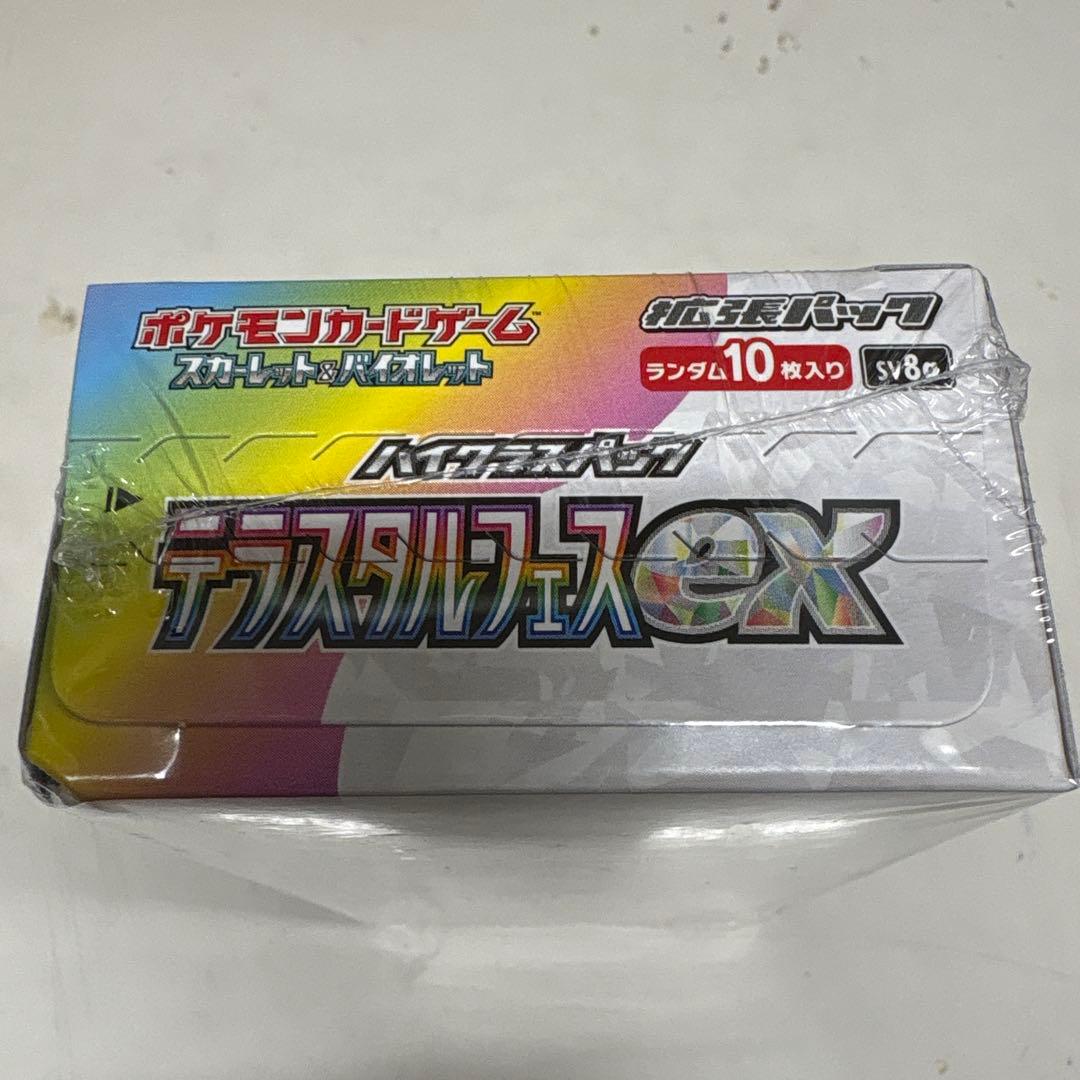 ポケモンカードゲーム™
スカーレット&バイオレット
拡張パック
ランダム10枚入り
SV8a
ハイクラスパック
テラスタルフェスex